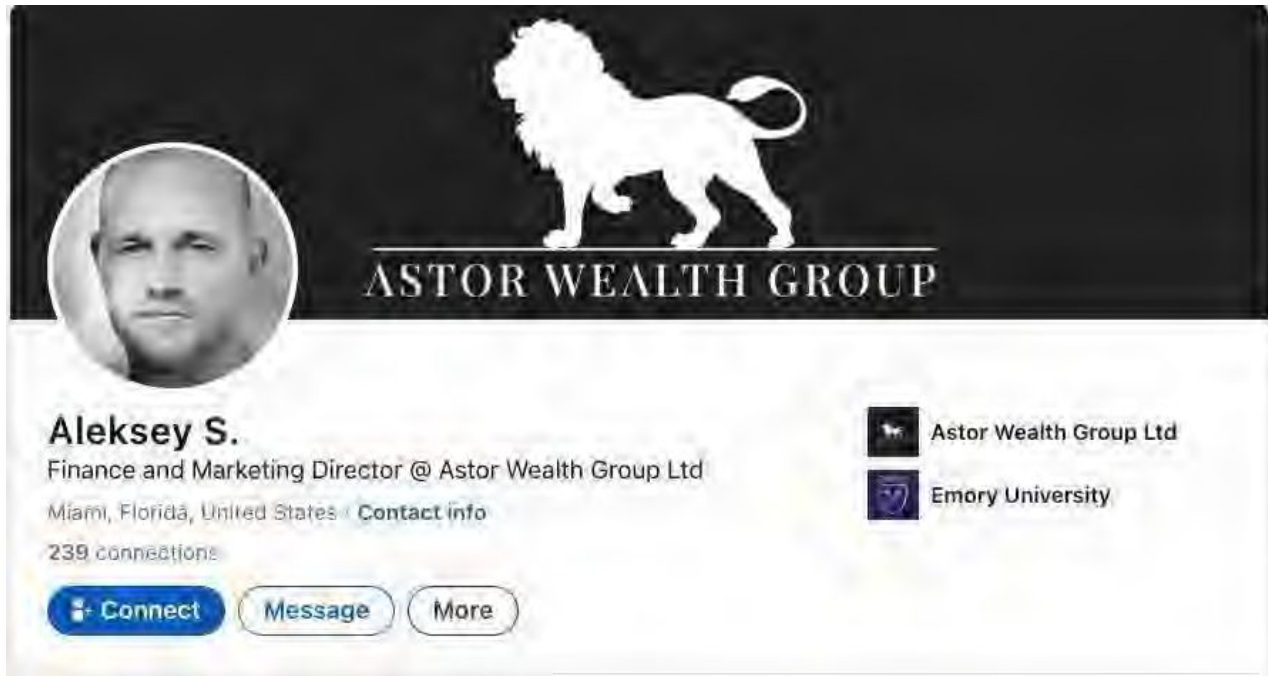 ASTOR WEALTH GROUP
Aleksey S.
Finance and Marketing Director @ Astor Wealth Group Ltd
Miami, Florida, United States · Contact info
239 connections
Connect
Message
More
Astor Wealth Group Ltd
Emory University